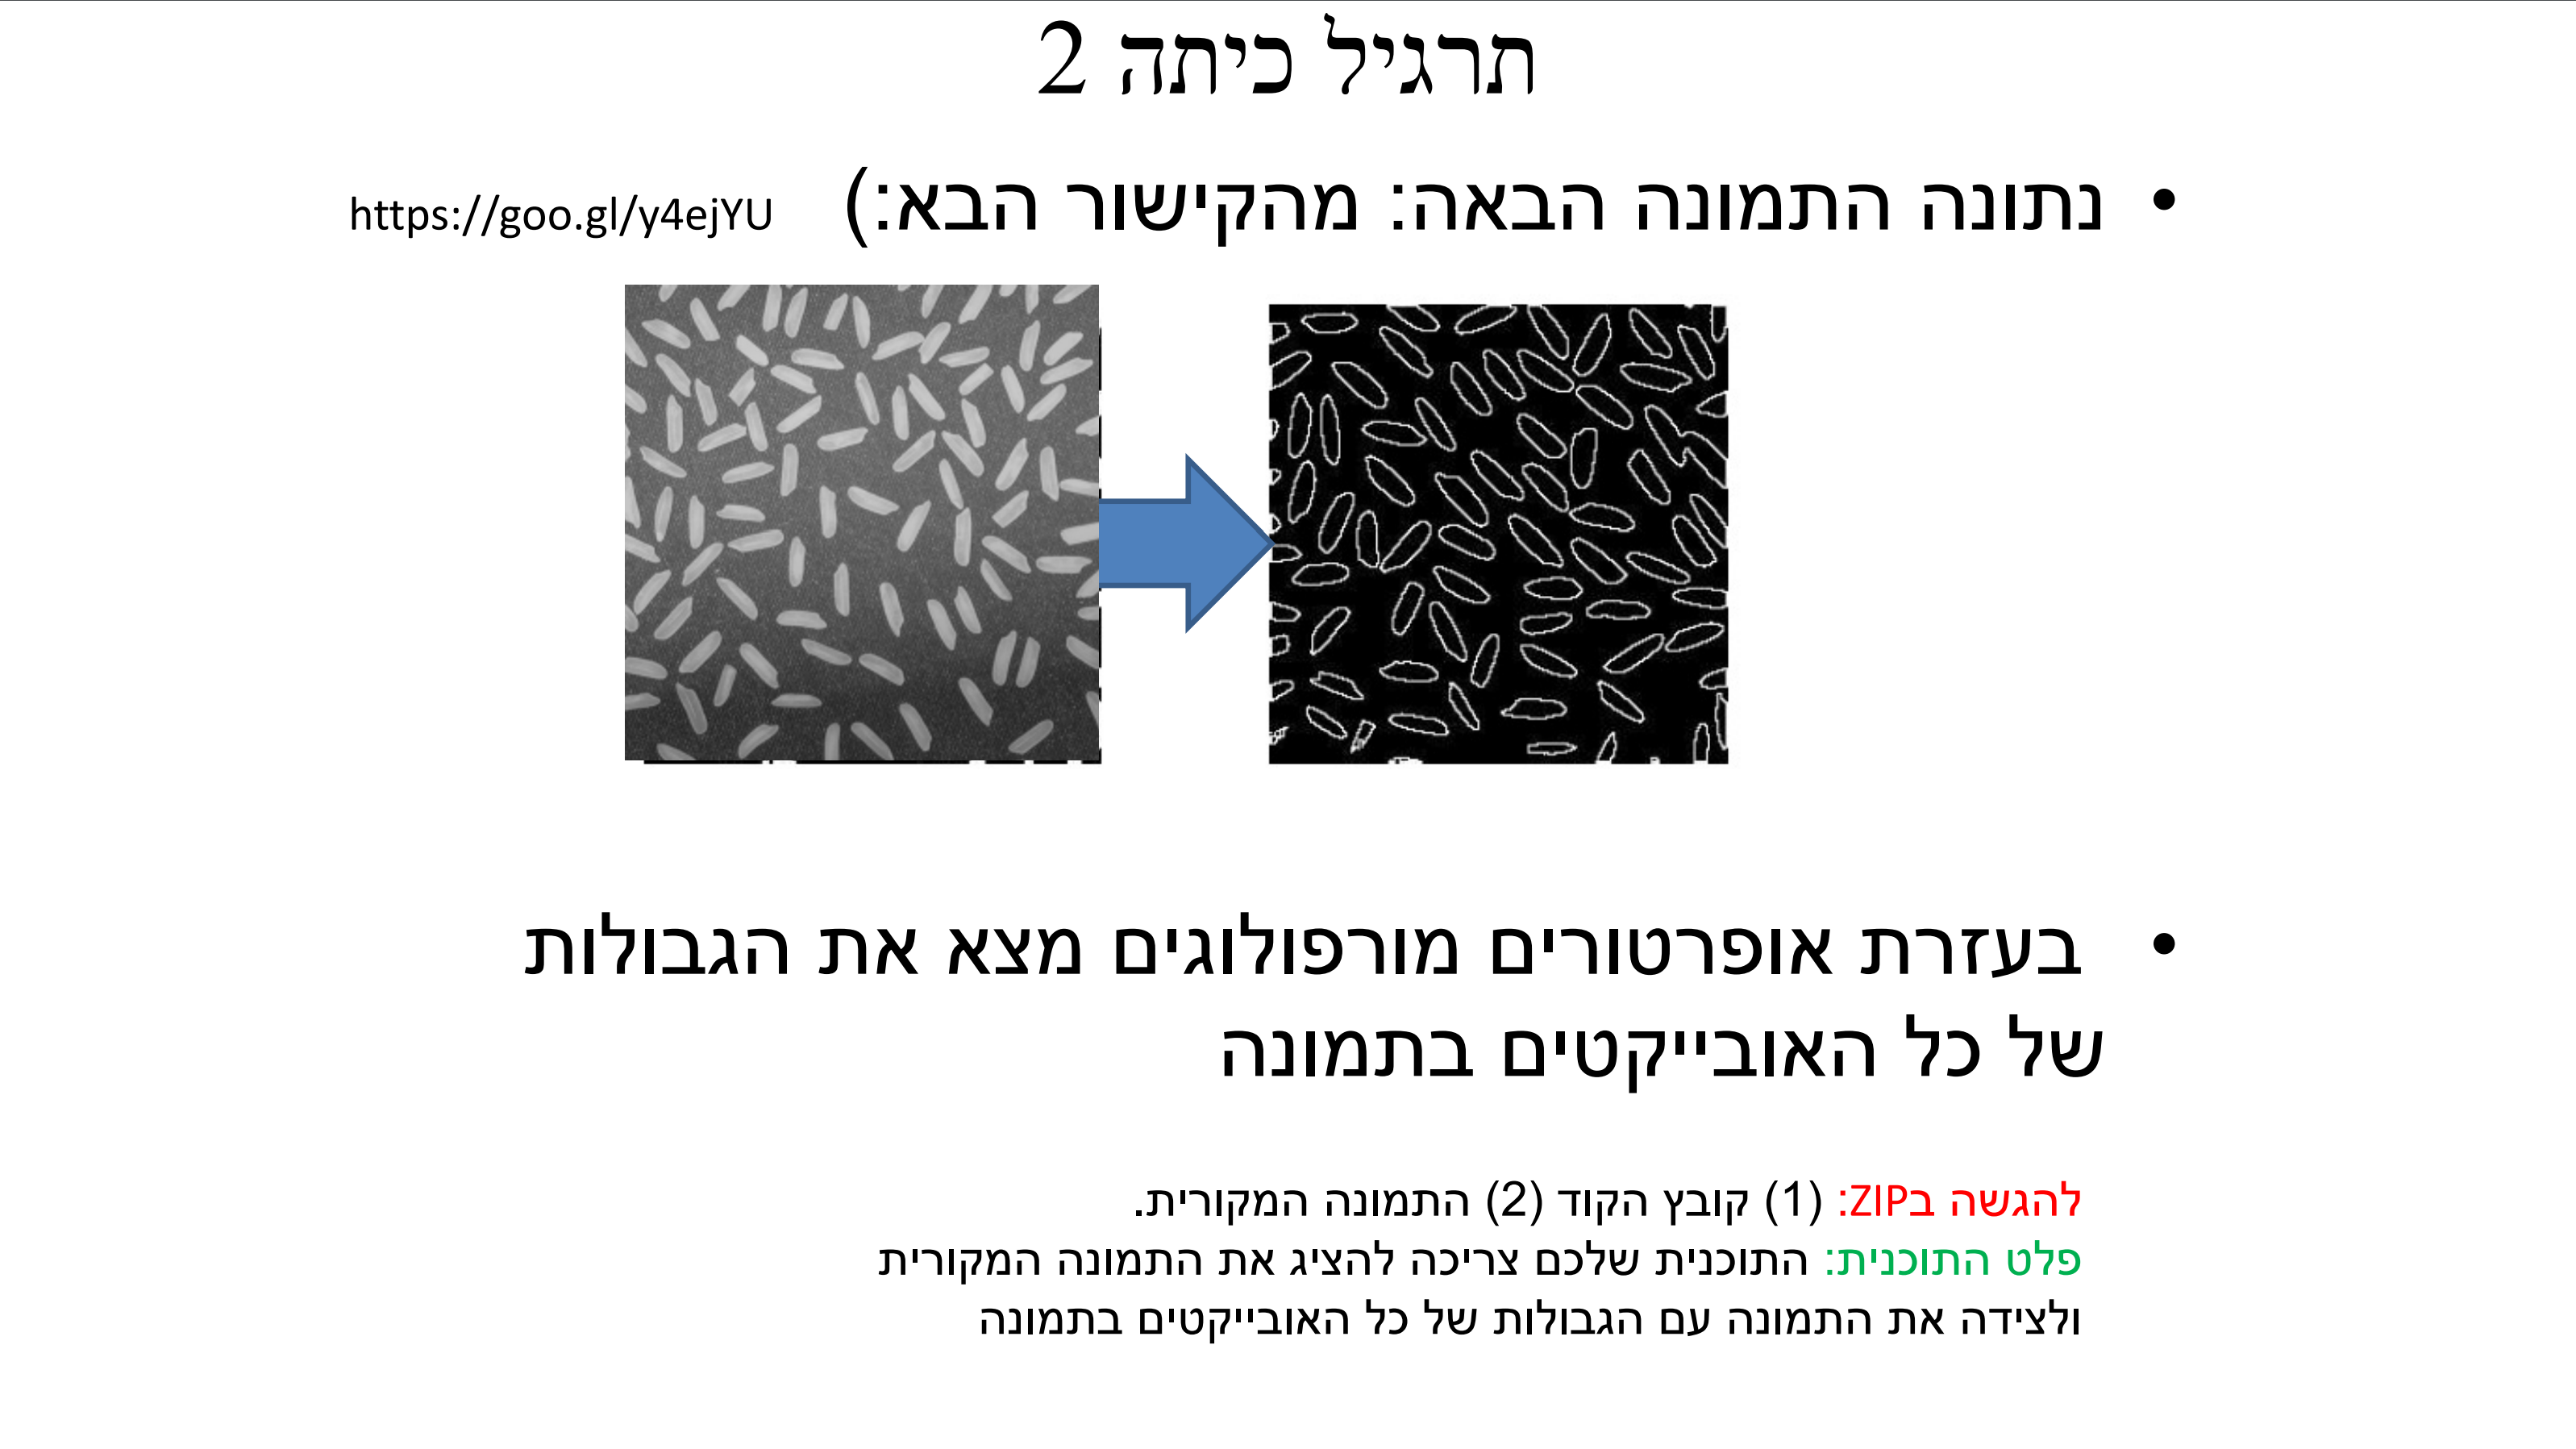 תרגיל כיתה 2
• נתונה התמונה הבאה: מהקישור הבא:) https://goo.gl/y4ejYU
• בעזרת אופרטורים מורפולוגים מצא את הגבולות
של כל האובייקטים בתמונה
להגשה בZIP: (1) קובץ הקוד (2) התמונה המקורית.
פלט התוכנית: התוכנית שלכם צריכה להציג את התמונה המקורית
ולצידה את התמונה עם הגבולות של כל האובייקטים בתמונה